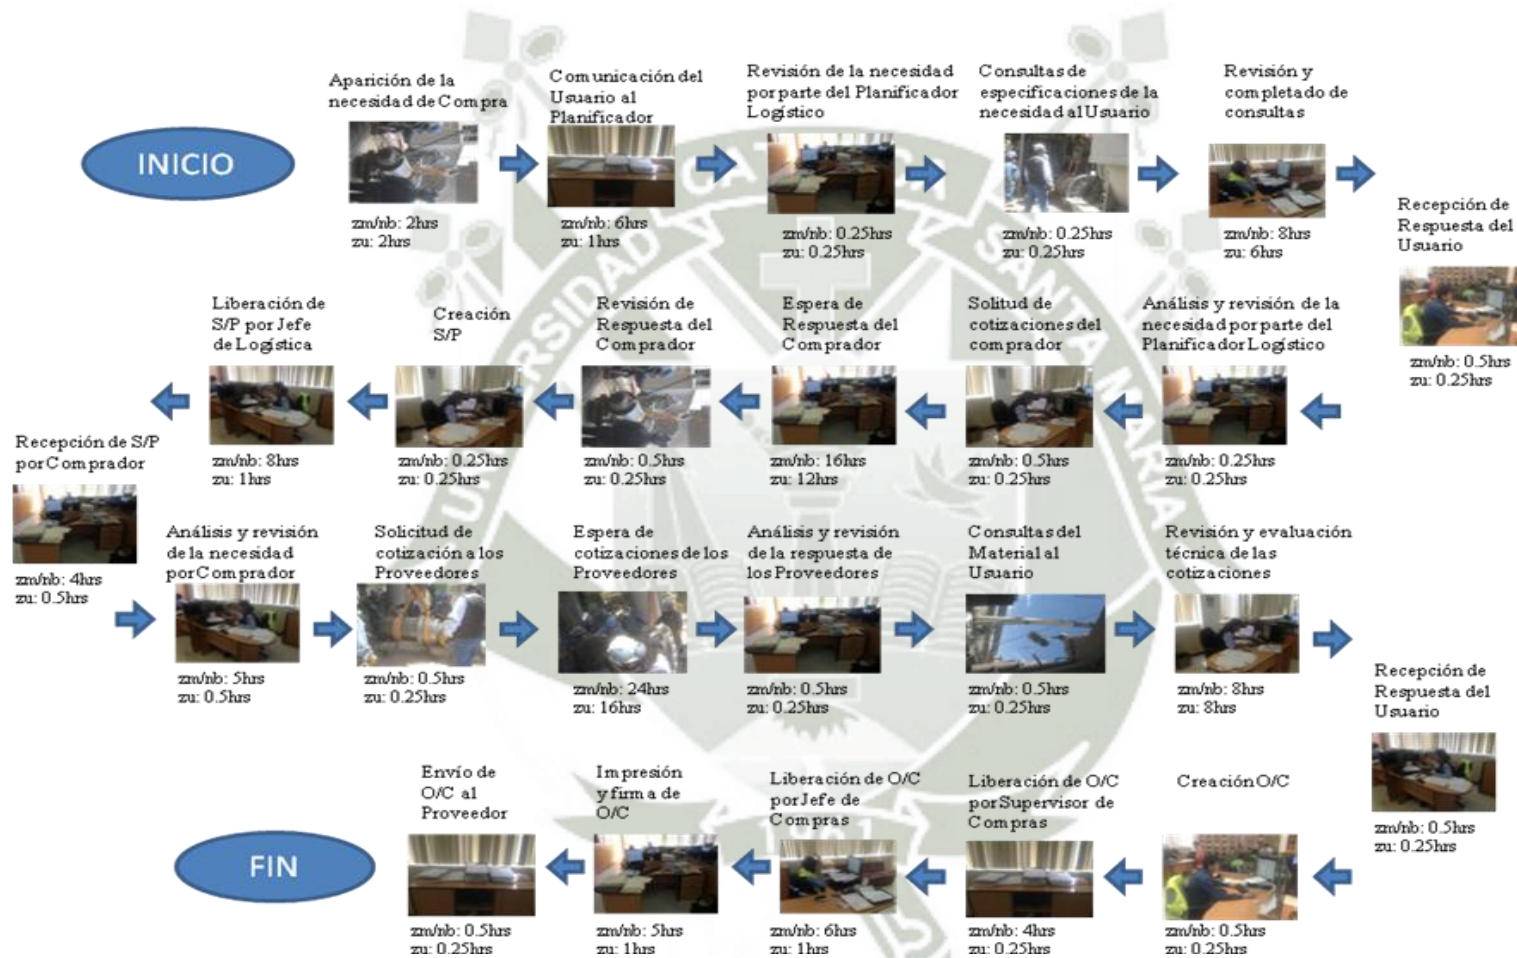 INICIO
Aparición de la
necesidad de Compra
zm/nb: 2hrs
zu: 2hrs
Comunicación del
Usuario al
Planificador
zm/nb: 6hrs
zu: 1hrs
Revisión de la necesidad
por parte del Planificador
Logístico
zm/nb: 0.25hrs
zu: 0.25hrs
Consultas de
especificaciones de la
necesidad al Usuario
zm/nb: 0.25hrs
zu: 0.25hrs
Revisión y
completado de
consultas
zm/nb: 8hrs
zu: 6hrs
Recepción de
Respuesta del
Usuario
zm/nb: 0.5hrs
zu: 0.25hrs
Análisis y revisión de la
necesidad por parte del
Planificador Logístico
zm/nb: 0.25hrs
zu: 0.25hrs
Solitud de
cotizaciones del
comprador
zm/nb: 0.5hrs
zu: 0.25hrs
Espera de
Respuesta del
Comprador
zm/nb: 16hrs
zu: 12hrs
Revisión de
Respuesta del
Comprador
zm/nb: 0.5hrs
zu: 0.25hrs
Creación
S/P
zm/nb: 0.25hrs
zu: 0.25hrs
Liberación de
S/P por Jefe
de Logística
zm/nb: 8hrs
zu: 1hrs
Recepción de S/P
por Comprador
zm/nb: 4hrs
zu: 0.5hrs
Análisis y revisión
de la necesidad
por Comprador
zm/nb: 5hrs
zu: 0.5hrs
Solicitud de
cotización a los
Proveedores
zm/nb: 0.5hrs
zu: 0.25hrs
Espera de
cotizaciones de los
Proveedores
zm/nb: 24hrs
zu: 16hrs
Análisis y revisión
de la respuesta de
los Proveedores
zm/nb: 0.5hrs
zu: 0.25hrs
Consultas del
Material al
Usuario
zm/nb: 0.5hrs
zu: 0.25hrs
Revisión y evaluación
técnica de las
cotizaciones
zm/nb: 8hrs
zu: 8hrs
Recepción de
Respuesta del
Usuario
zm/nb: 0.5hrs
zu: 0.25hrs
Creación O/C
zm/nb: 0.5hrs
zu: 0.25hrs
Liberación de O/C
por Supervisor de
Compras
zm/nb: 4hrs
zu: 0.25hrs
Liberación de O/C
por Jefe de
Compras
zm/nb: 6hrs
zu: 1hrs
Impresión
y firma de
O/C
zm/nb: 5hrs
zu: 1hrs
Envío de
O/C al
Proveedor
zm/nb: 0.5hrs
zu: 0.25hrs
FIN
UNIVERSIDAD CATÓLICA SANTA MARÍA